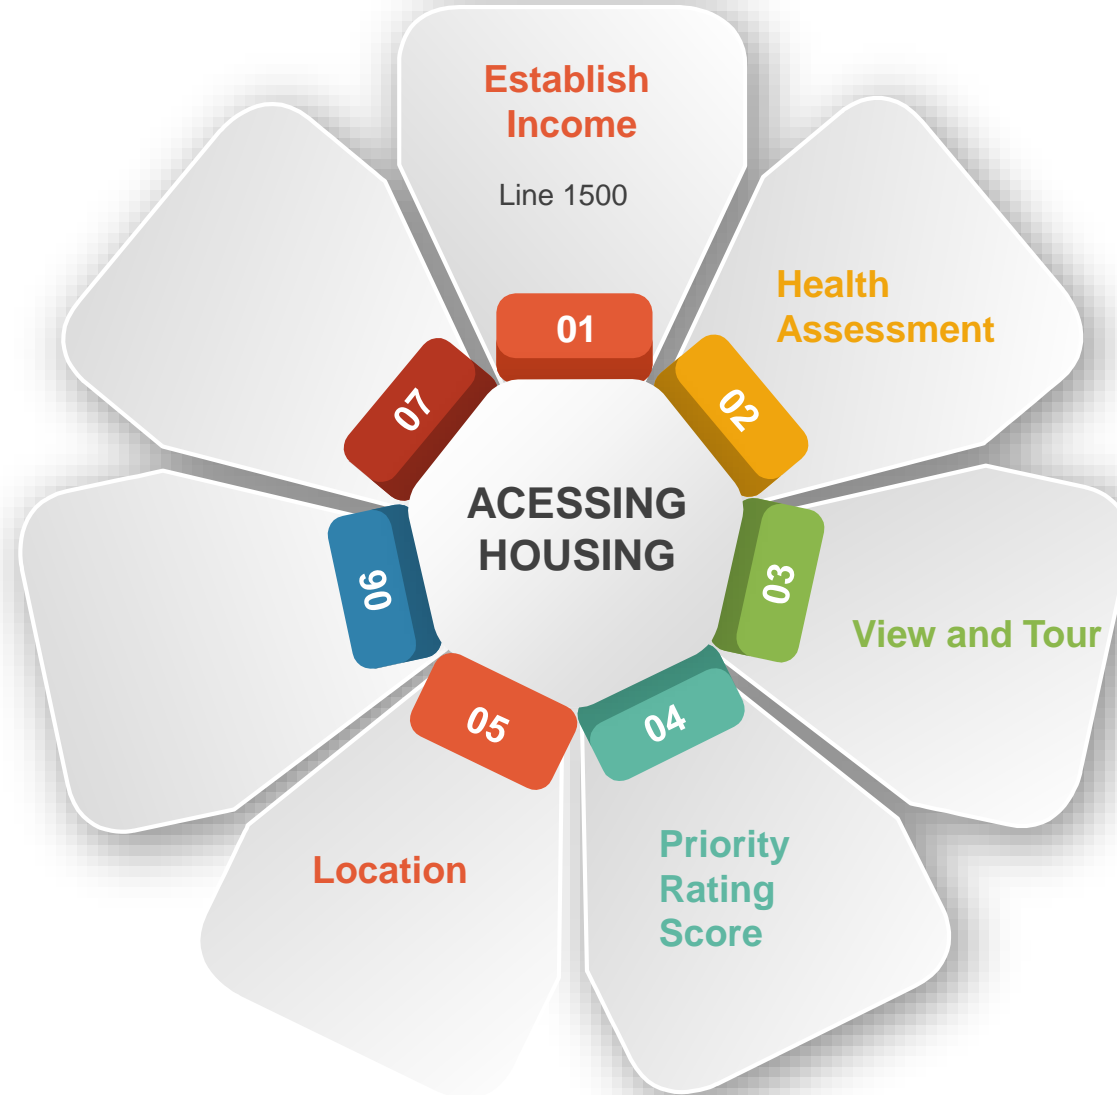 Establish
Income
Line 1500
01
Health
Assessment
02
07
ACESSING
HOUSING
03
View and Tour
06
05
04
Location
Priority
Rating
Score